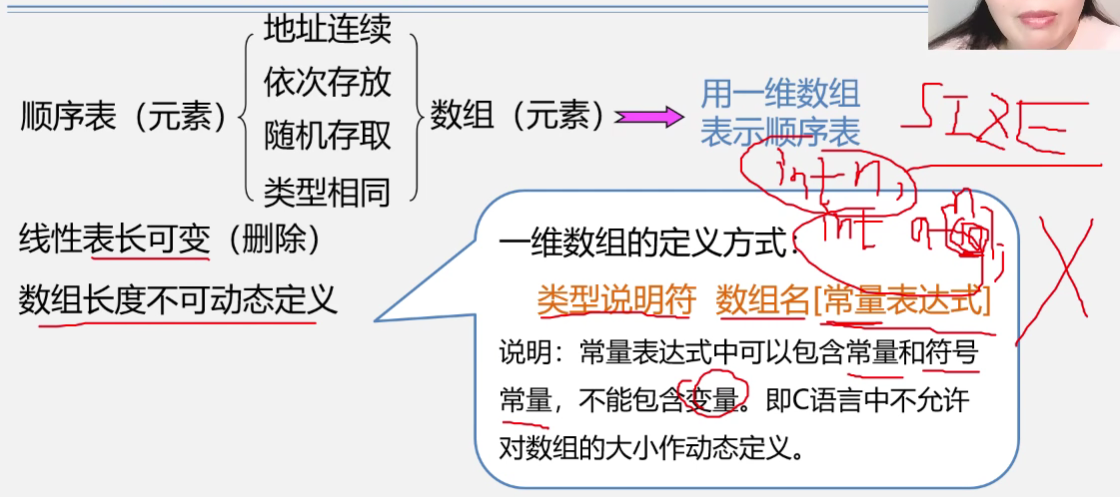 顺序表（元素）
地址连续
依次存放
随机存取
类型相同
数组（元素）
用一维数组
表示顺序表
SIZE
int n,
线性表长可变（删除）
数组长度不可动态定义
一维数组的定义方式：
int
类型说明符 数组名[常量表达式]
说明：常量表达式中可以包含常量和符号
常量，不能包含变量。即C语言中不允许
对数组的大小作动态定义。